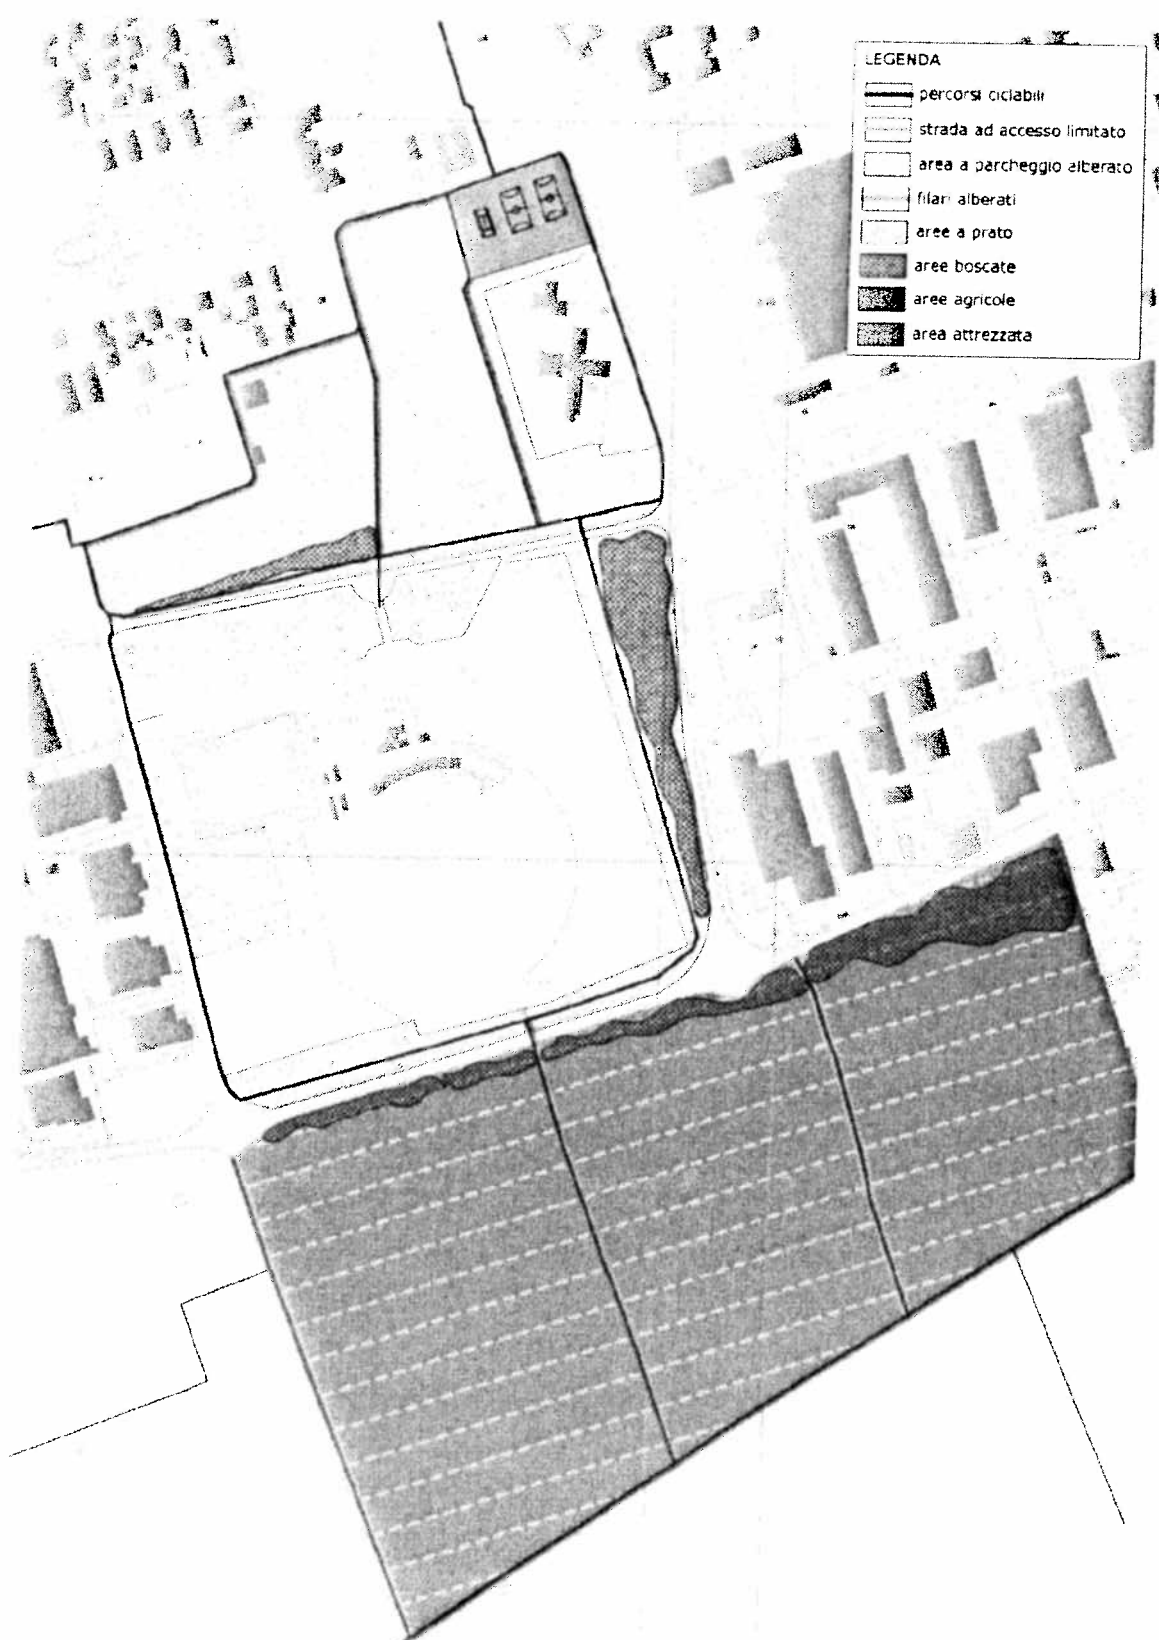 LEGENDA
percorsi ciclabili
strada ad accesso limitato
area a parcheggio alberato
filari alberati
aree a prato
aree boscate
aree agricole
area attrezzata